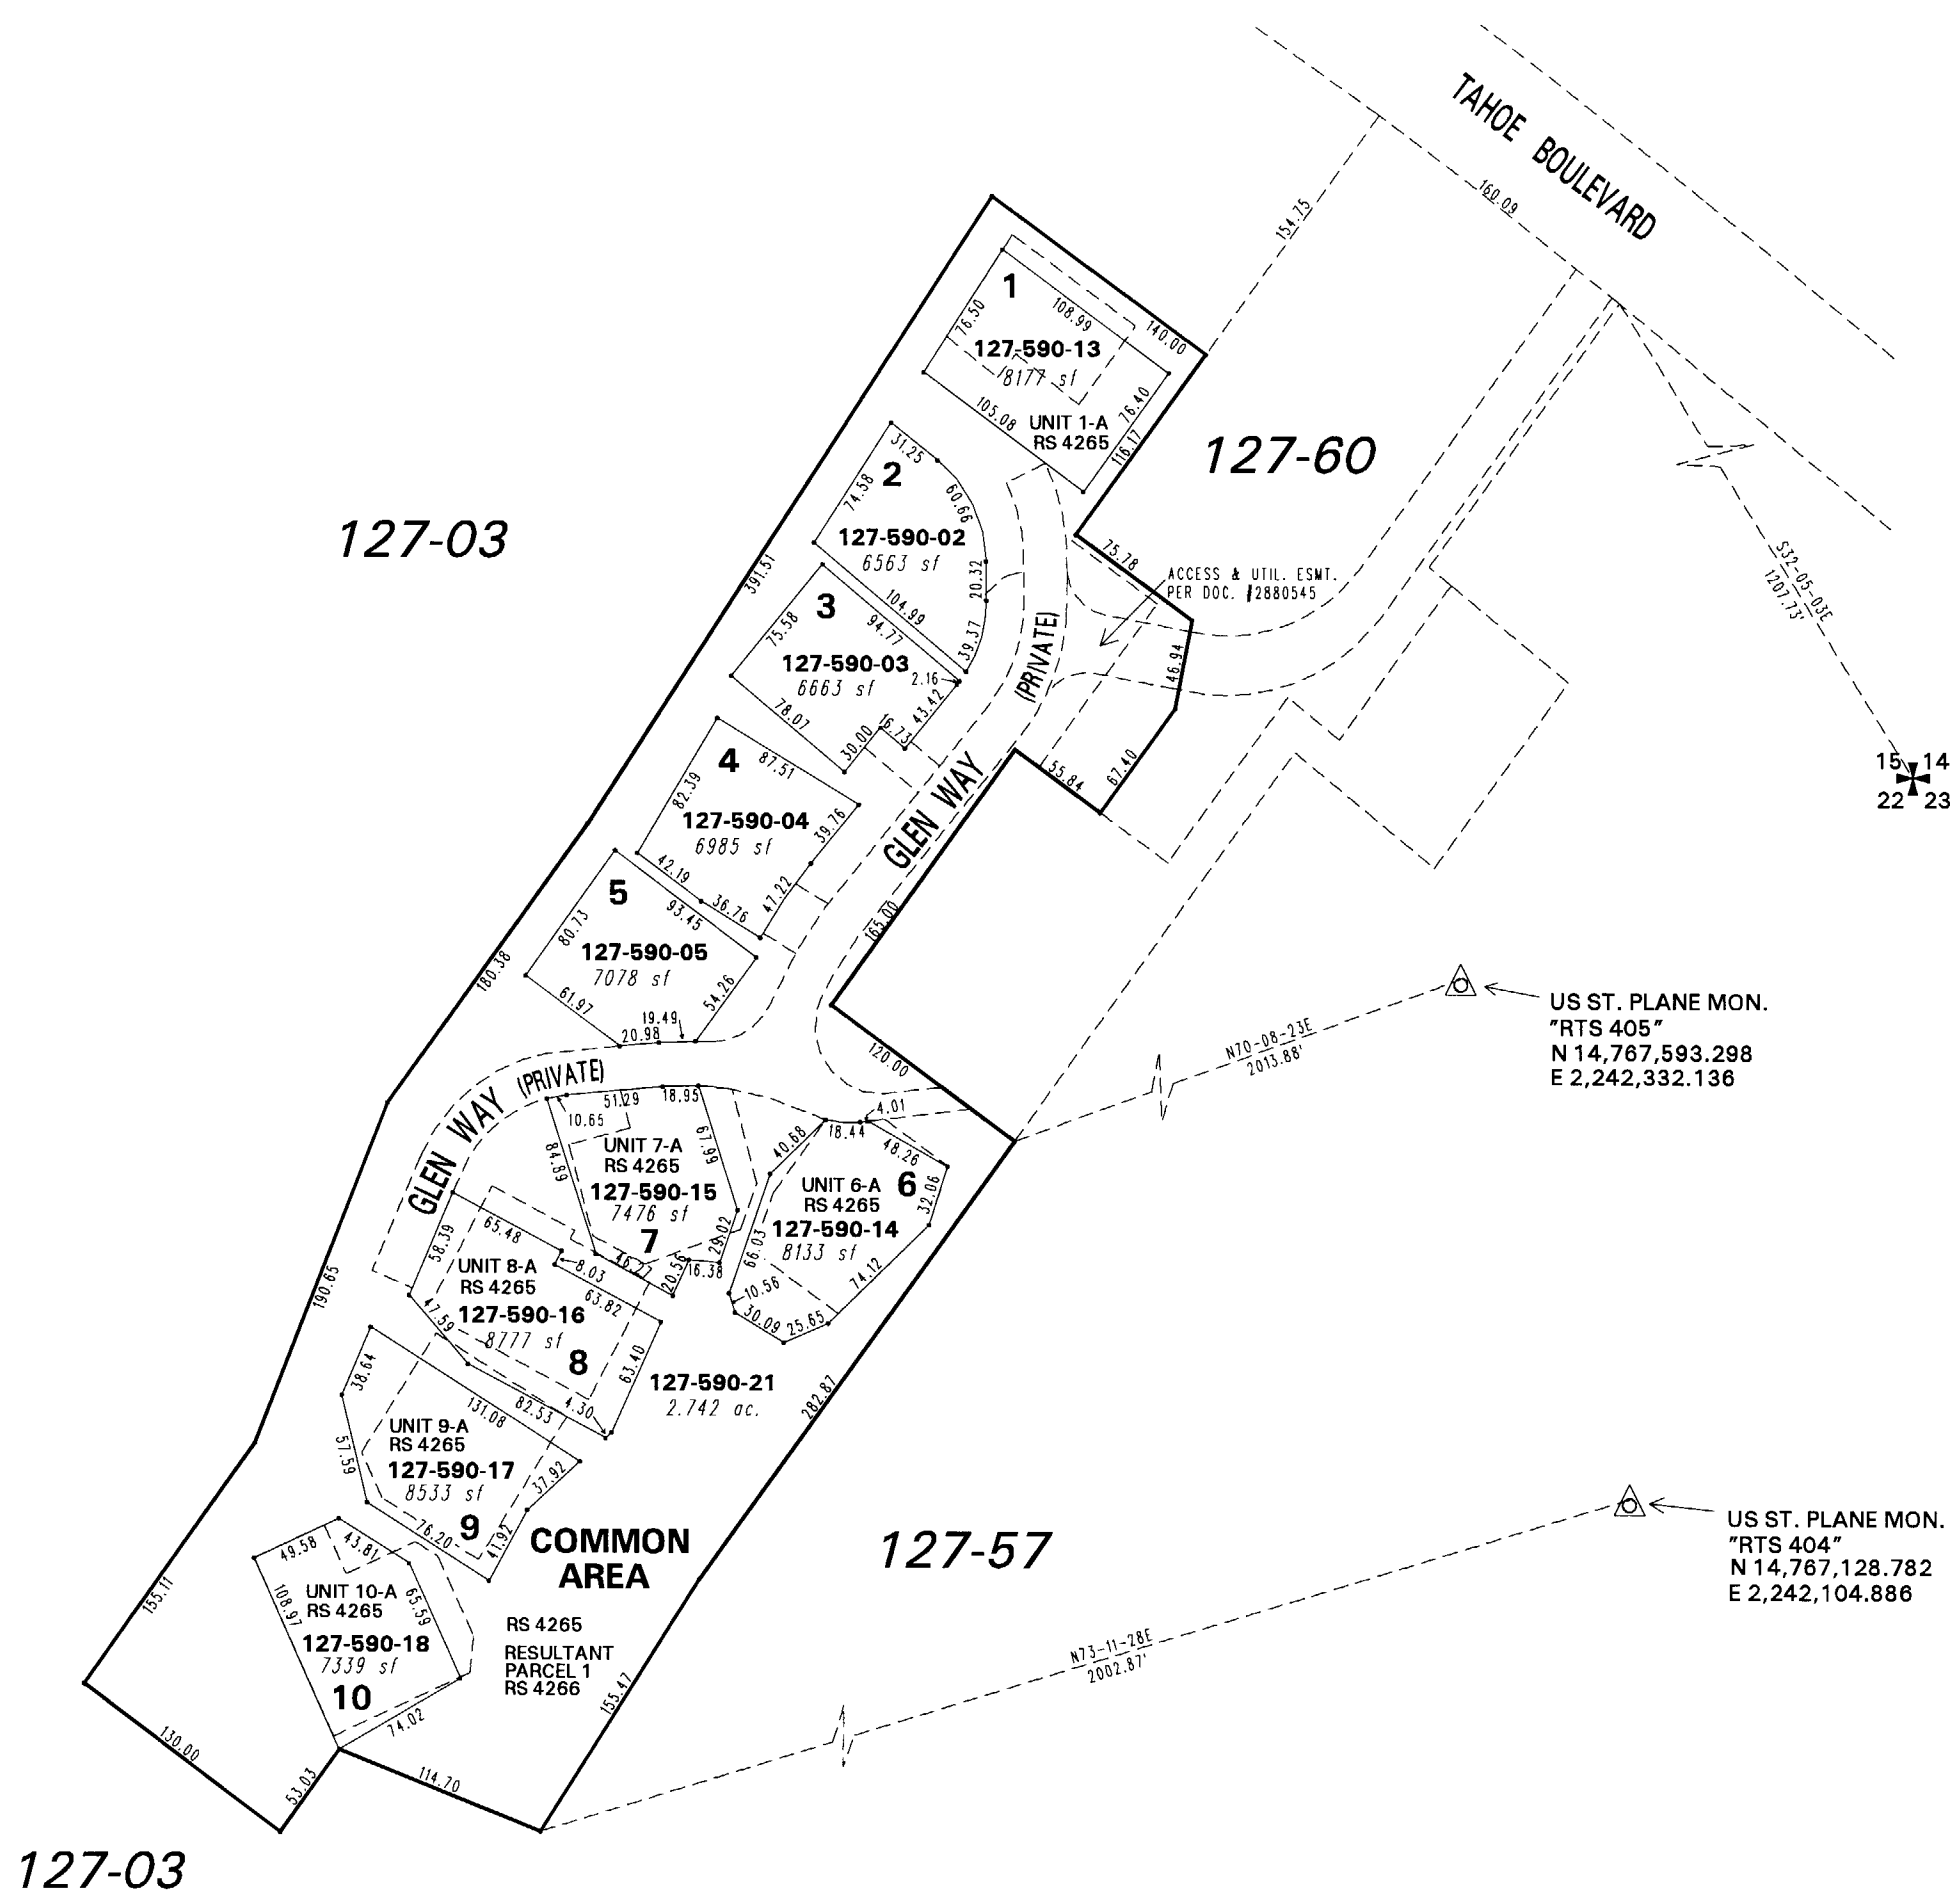 TAHOE BOULEVARD
160.09
154.75
140.00
1
108.99
76.50
127-590-13
8177 sf
76.40
105.08
UNIT 1-A
RS 4265
116.17
127-60
31.25
2
74.58
60.66
127-590-02
6563 sf
20.32
104.99
39.37
127-03
391.51
75.78
ACCESS & UTIL. ESMT.
PER DOC. #2880545
S32-05-03E
1207.73'
3
75.58
94.77
127-590-03
6663 sf
2.16
43.42
78.07
16.73
30.00
(PRIVATE)
46.94
GLEN WAY
55.84
67.40
15 14
22 23
4
87.51
82.39
127-590-04
6985 sf
39.76
42.19
36.76
47.22
5
93.45
80.73
127-590-05
7078 sf
61.97
54.26
19.49
20.98
165.00
180.38
US ST. PLANE MON.
"RTS 405"
N 14,767,593.298
E 2,242,332.136
N70-08-23E
2013.88'
120.00
GLEN WAY (PRIVATE)
51.29
18.95
10.65
84.89
UNIT 7-A
RS 4265
67.99
127-590-15
7476 sf
7
29.02
46.27
20.56
16.38
4.01
18.44
40.68
48.26
6
UNIT 6-A
RS 4265
32.06
127-590-14
8133 sf
66.03
74.12
10.56
30.09
25.65
58.39
65.48
UNIT 8-A
RS 4265
8.03
63.82
127-590-16
8777 sf
47.59
8
63.40
82.53
4.30
190.65
127-590-21
2.742 ac.
282.87
38.64
131.08
UNIT 9-A
RS 4265
57.59
127-590-17
8533 sf
37.92
9
76.20
41.92
COMMON
AREA
RS 4265
RESULTANT
PARCEL 1
RS 4266
127-57
US ST. PLANE MON.
"RTS 404"
N 14,767,128.782
E 2,242,104.886
N73-11-28E
2002.87'
49.58
43.81
UNIT 10-A
RS 4265
108.97
65.59
127-590-18
7339 sf
10
74.02
155.11
155.47
130.00
53.03
114.70
127-03